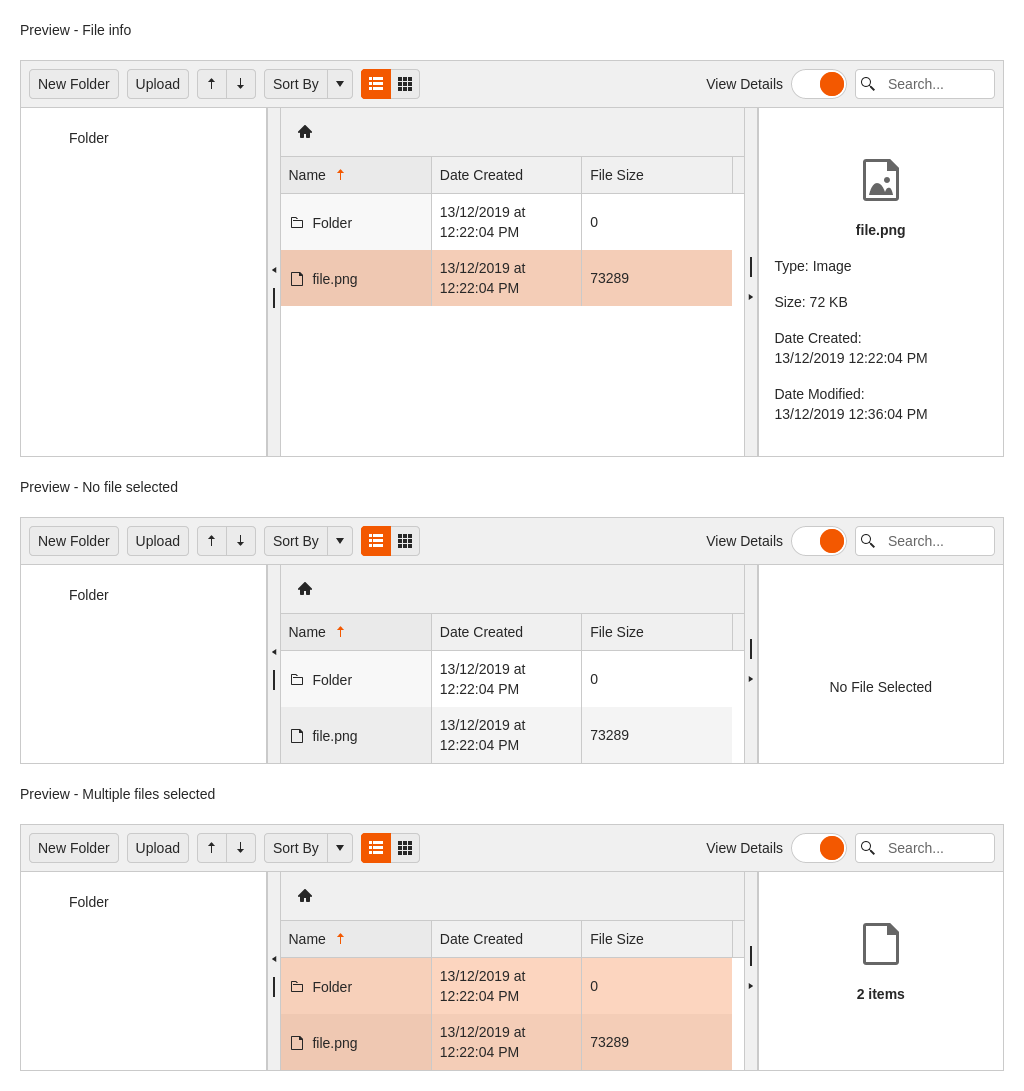 Preview - File info
New Folder Upload Sort By View Details Search...
Folder
Name Date Created File Size
Folder 13/12/2019 at 12:22:04 PM 0
file.png 13/12/2019 at 12:22:04 PM 73289
file.png
Type: Image
Size: 72 KB
Date Created:
13/12/2019 12:22:04 PM
Date Modified:
13/12/2019 12:36:04 PM
Preview - No file selected
New Folder Upload Sort By View Details Search...
Folder
Name Date Created File Size
Folder 13/12/2019 at 12:22:04 PM 0
file.png 13/12/2019 at 12:22:04 PM 73289
No File Selected
Preview - Multiple files selected
New Folder Upload Sort By View Details Search...
Folder
Name Date Created File Size
Folder 13/12/2019 at 12:22:04 PM 0
file.png 13/12/2019 at 12:22:04 PM 73289
2 items